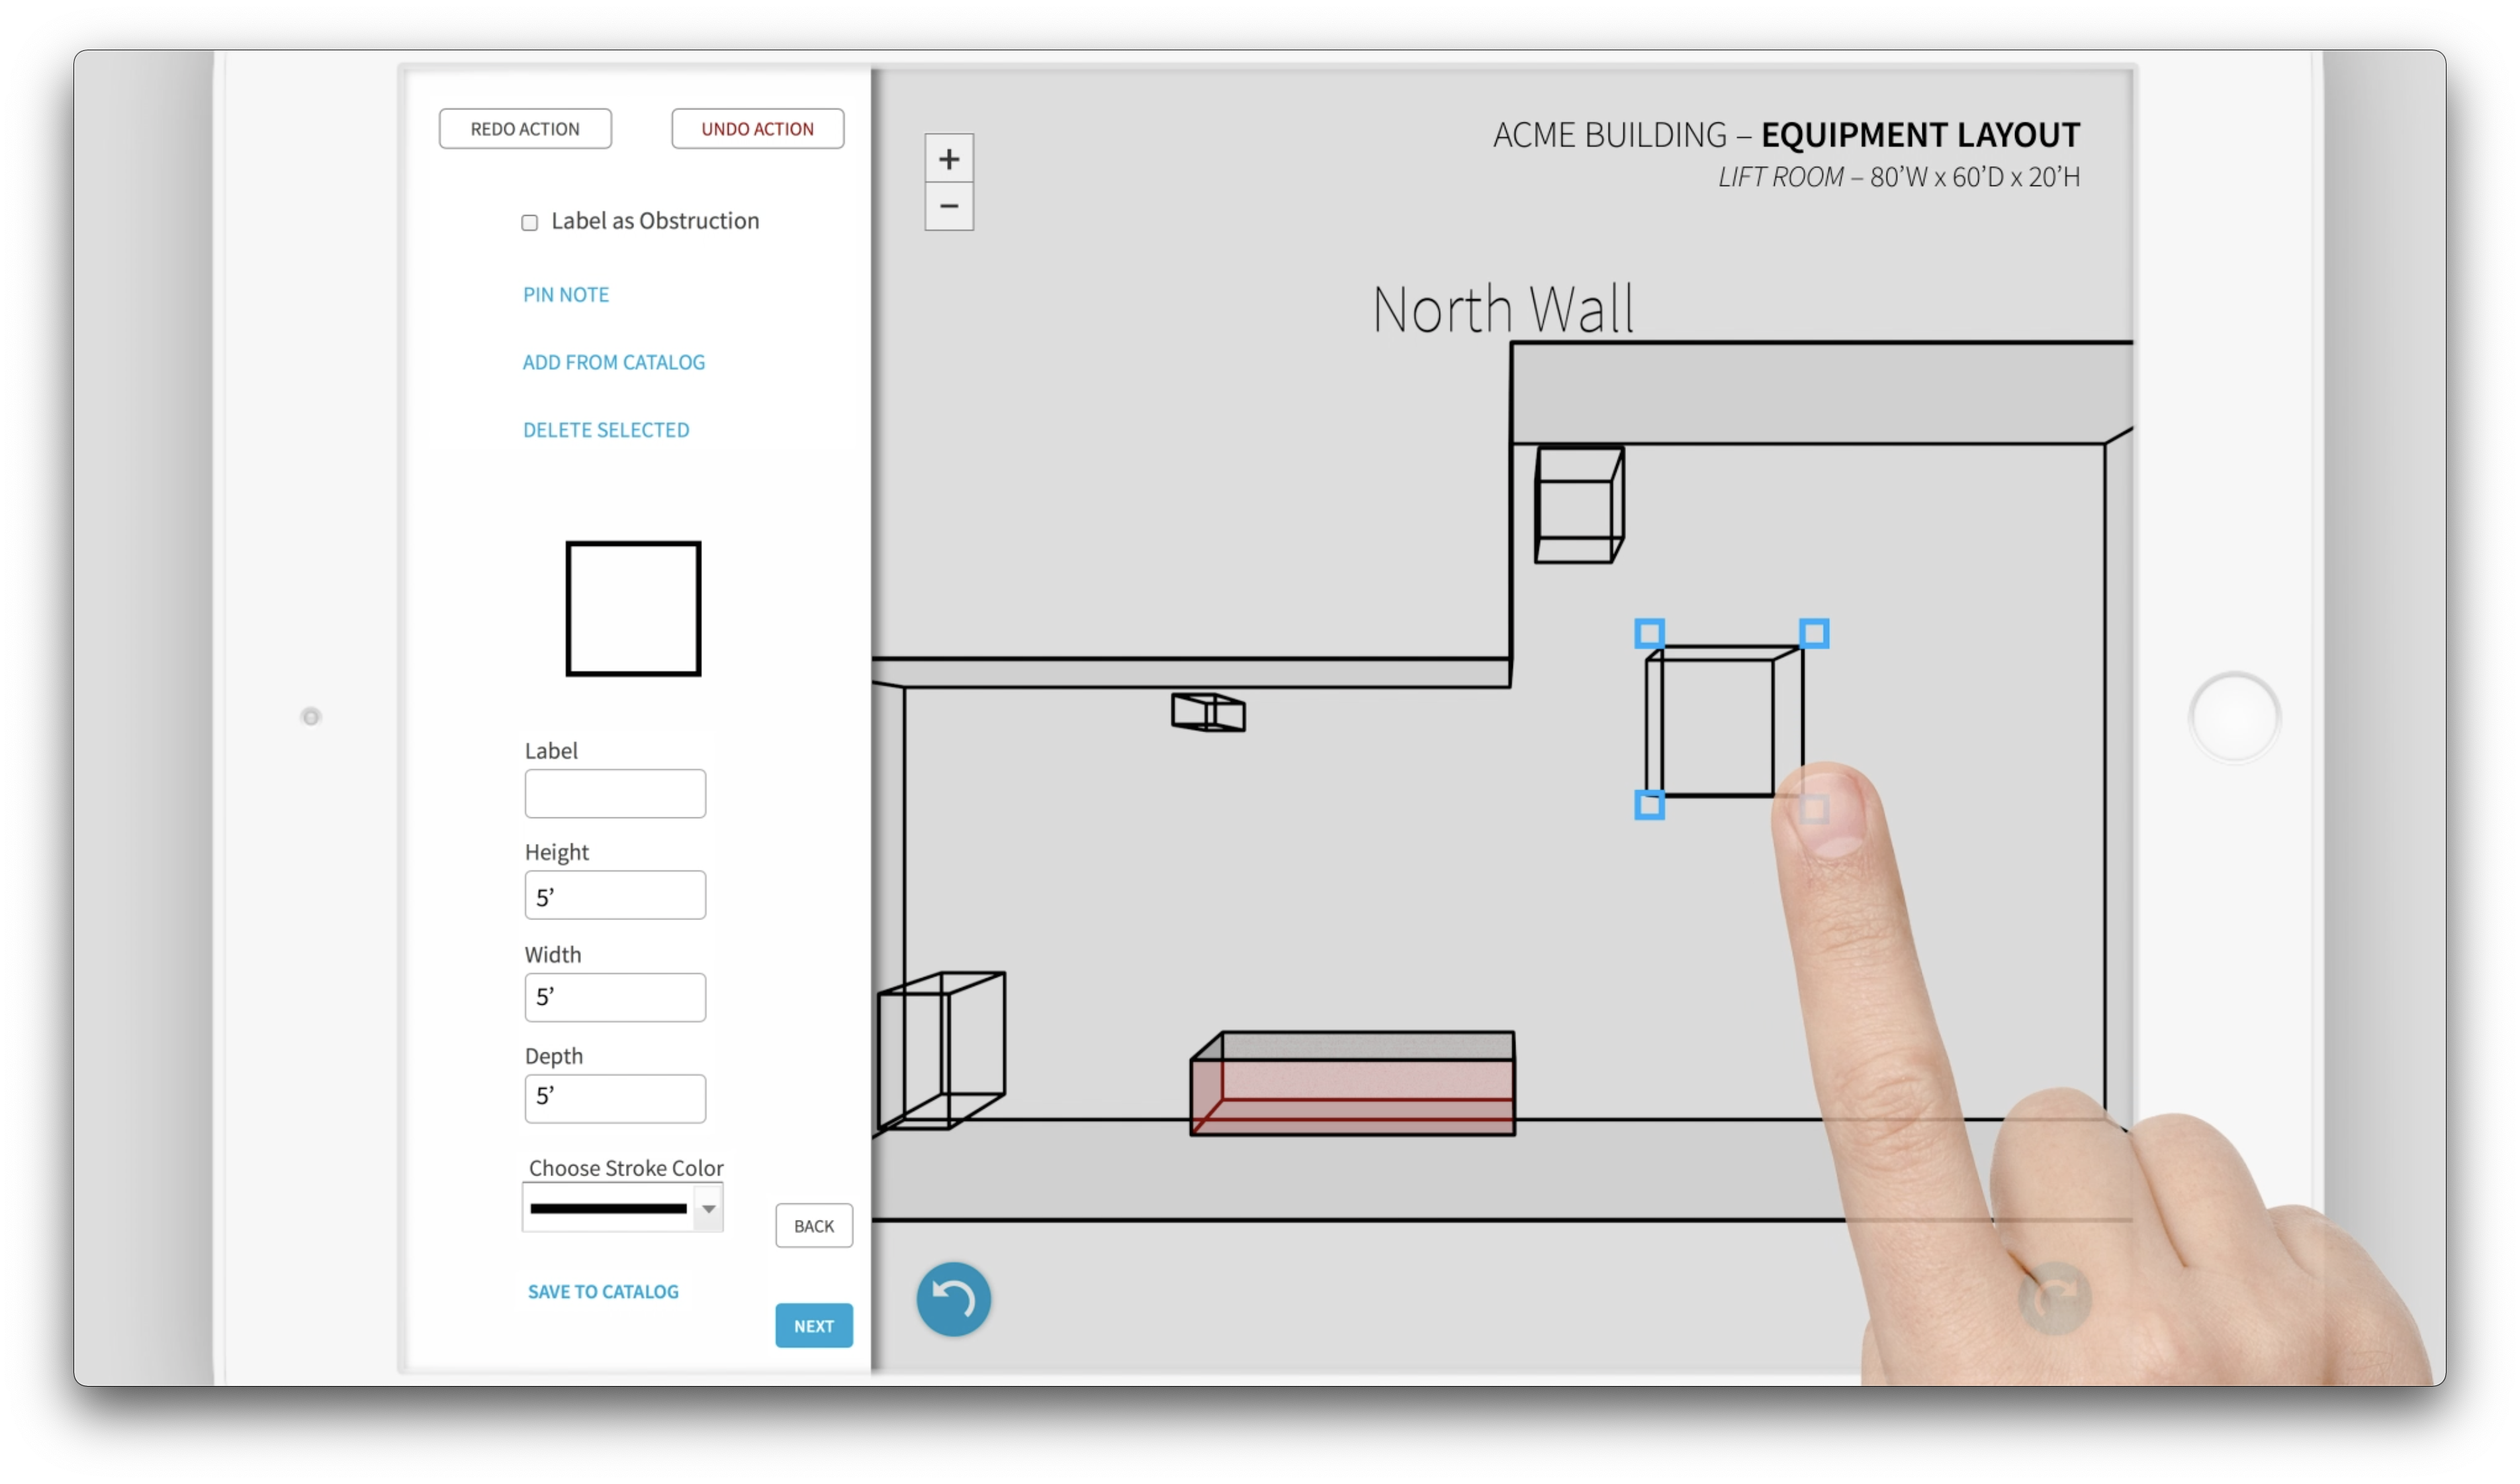 REDO ACTION
UNDO ACTION
Label as Obstruction
PIN NOTE
ADD FROM CATALOG
DELETE SELECTED
Label
Height
5’
Width
5’
Depth
5’
Choose Stroke Color
BACK
SAVE TO CATALOG
NEXT
+
−
ACME BUILDING – EQUIPMENT LAYOUT
LIFT ROOM – 80’W x 60’D x 20’H
North Wall